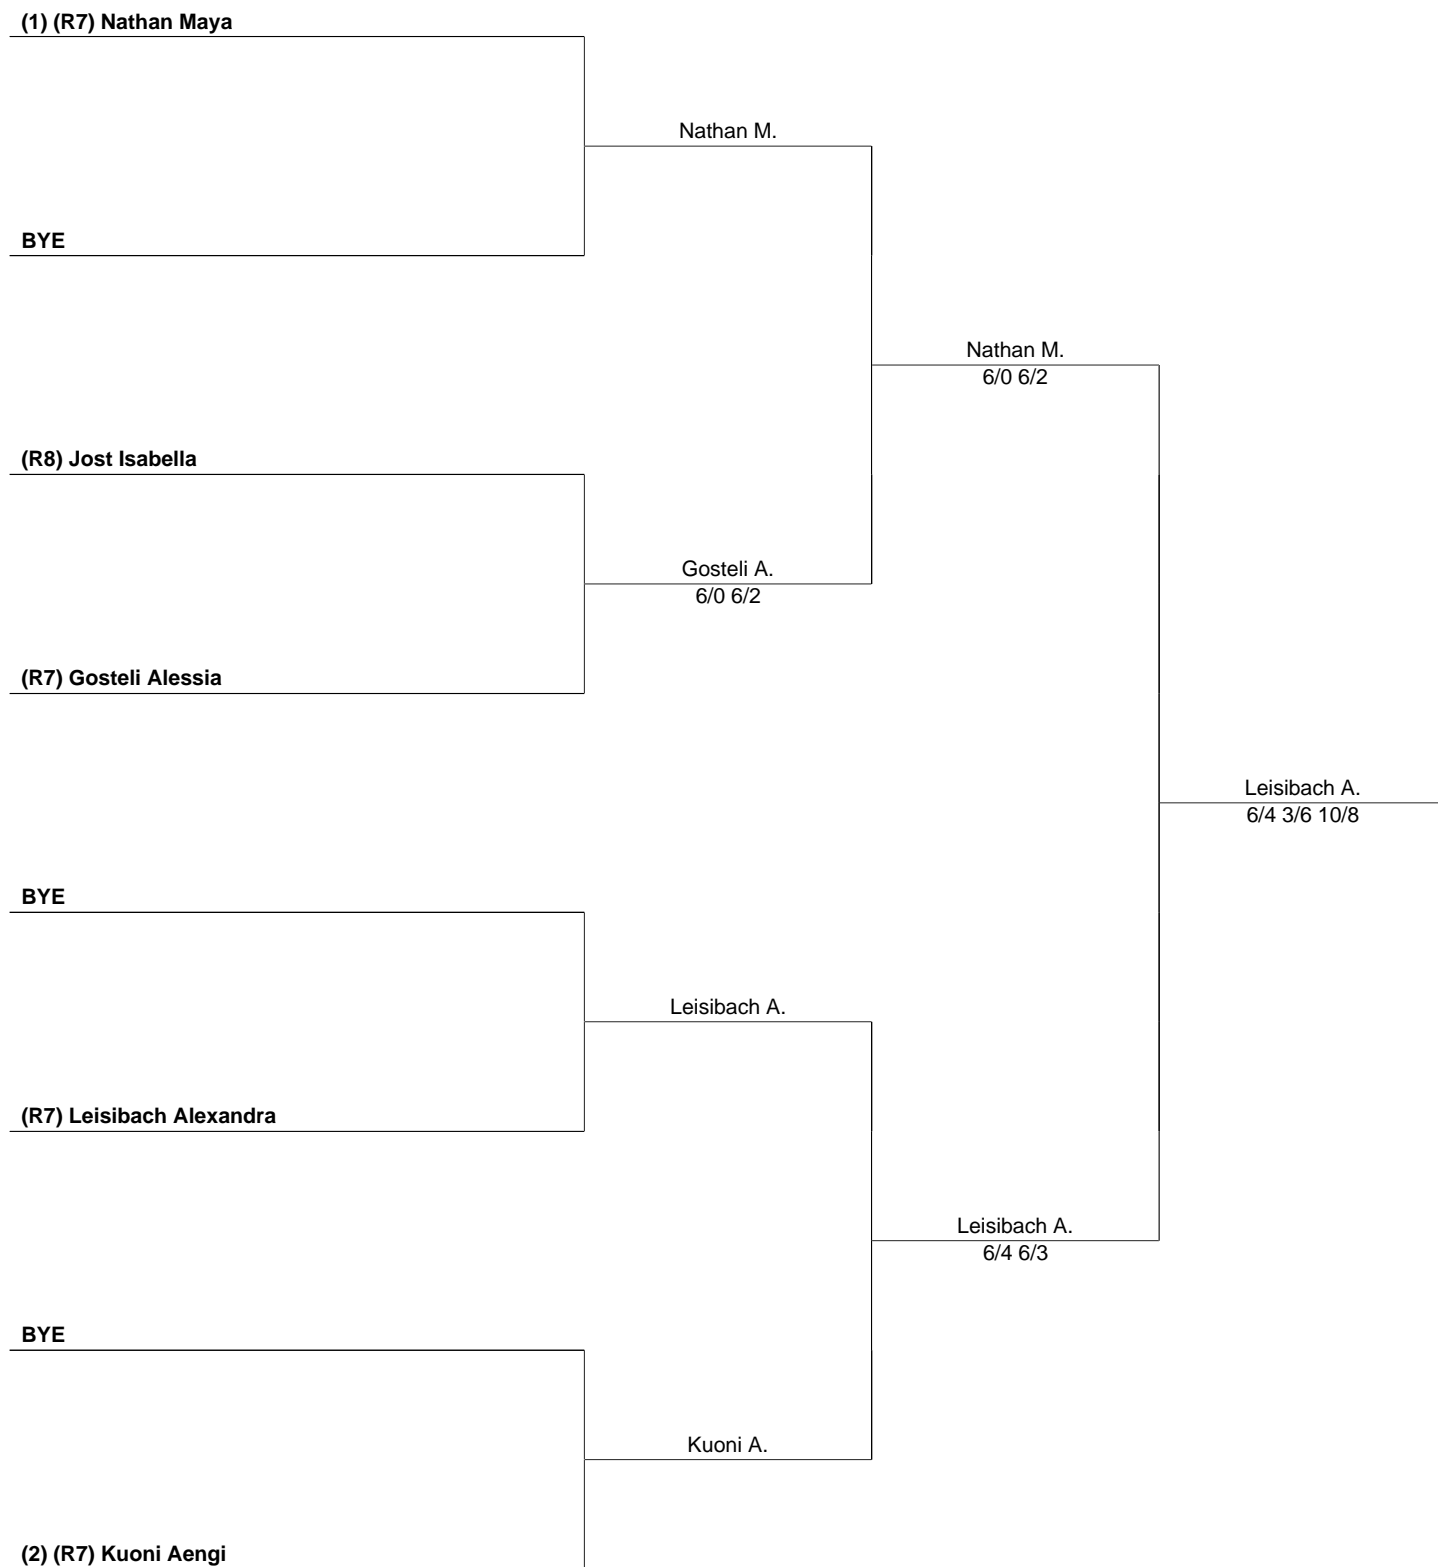 (1) (R7) Nathan Maya
Nathan M.
BYE
Nathan M.
6/0 6/2
(R8) Jost Isabella
Gosteli A.
6/0 6/2
(R7) Gosteli Alessia
Leisibach A.
6/4 3/6 10/8
BYE
Leisibach A.
(R7) Leisibach Alexandra
Leisibach A.
6/4 6/3
BYE
Kuoni A.
(2) (R7) Kuoni Aengi